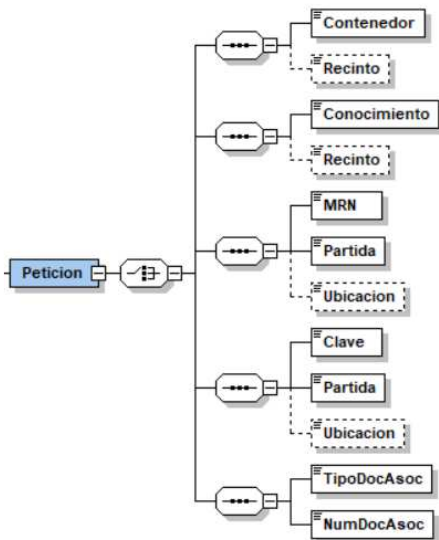 Contenedor
Recinto
Conocimiento
Recinto
MRN
Partida
Ubicacion
Peticion
Clave
Partida
Ubicacion
TipoDocAsoc
NumDocAsoc